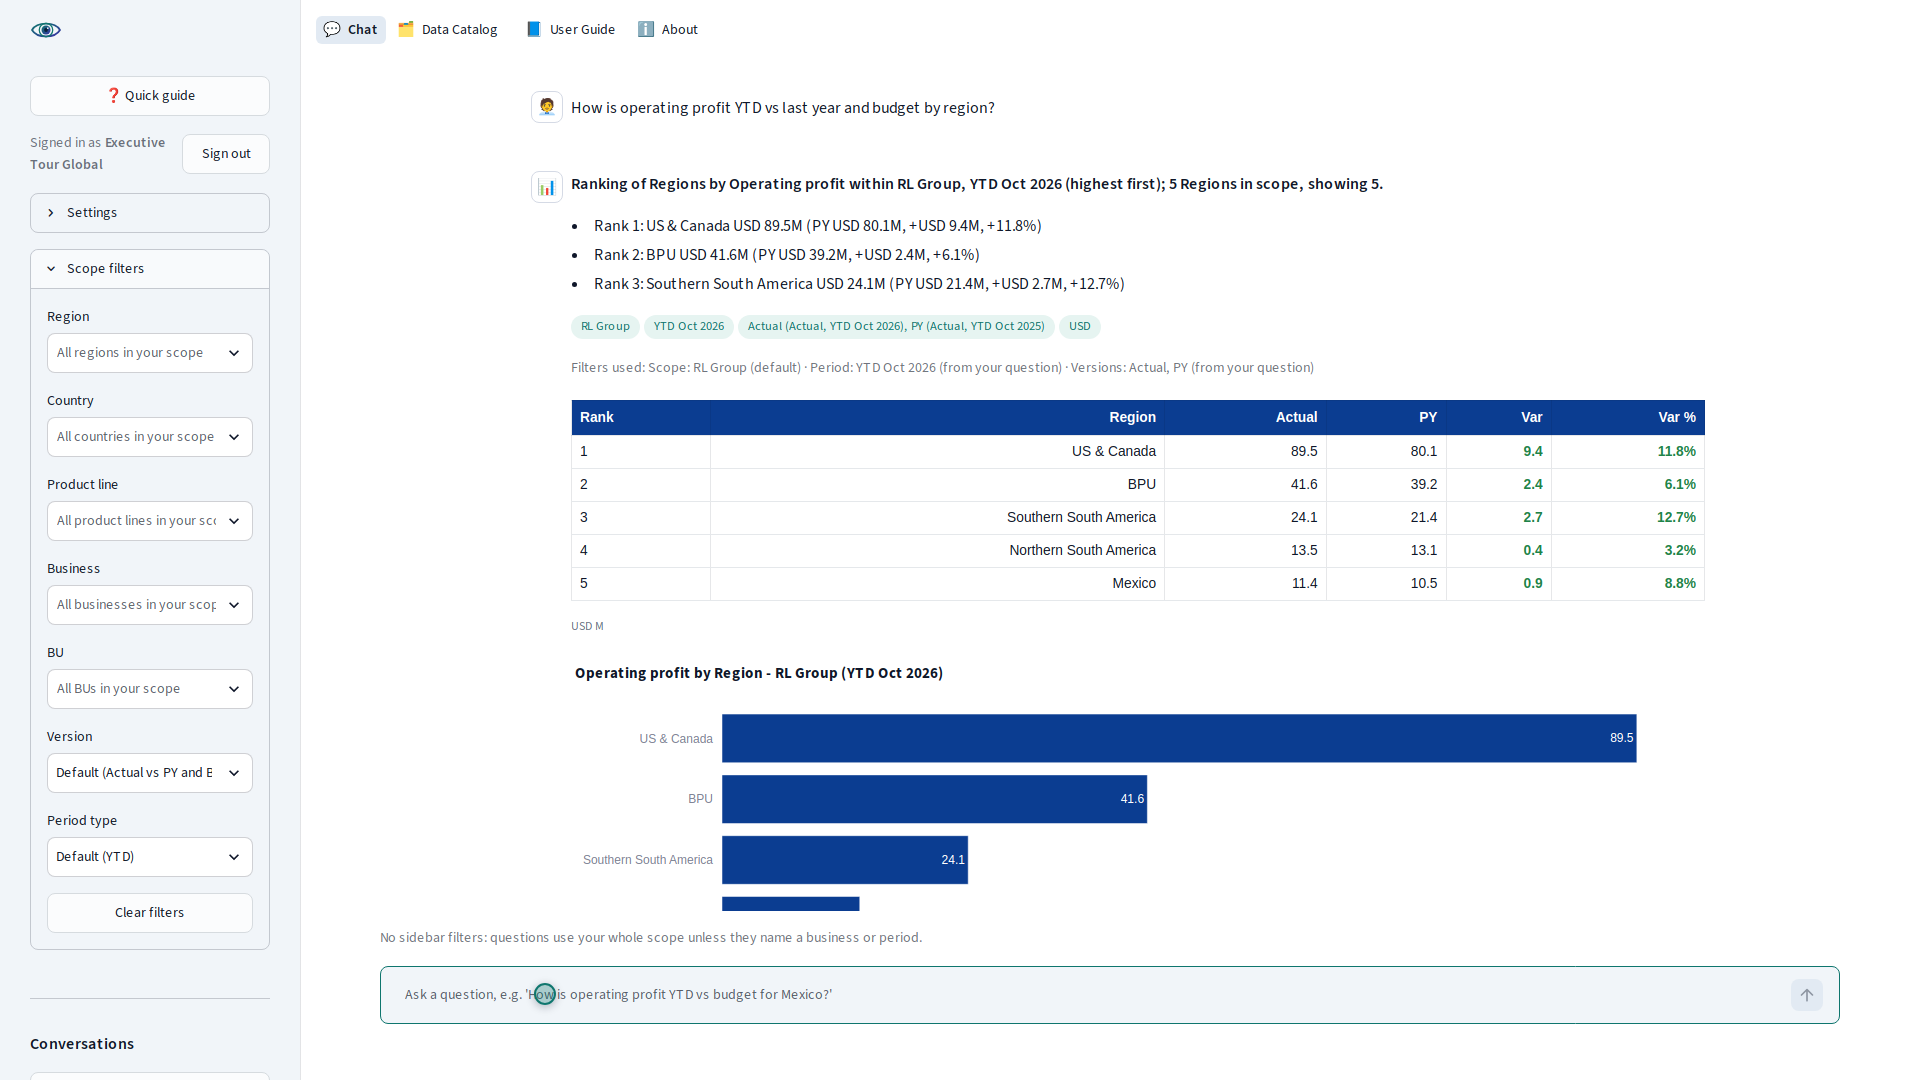 Chat
Data Catalog
User Guide
About
Quick guide
Signed in as Executive
Tour Global
Sign out
Settings
Scope filters
Region
All regions in your scope
Country
All countries in your scope
Product line
All product lines in your sc
Business
All businesses in your scop
BU
All BUs in your scope
Version
Default (Actual vs PY and B
Period type
Default (YTD)
Clear filters
Conversations
How is operating profit YTD vs last year and budget by region?
Ranking of Regions by Operating profit within RL Group, YTD Oct 2026 (highest first); 5 Regions in scope, showing 5.
• Rank 1: US & Canada USD 89.5M (PY USD 80.1M, +USD 9.4M, +11.8%)
• Rank 2: BPU USD 41.6M (PY USD 39.2M, +USD 2.4M, +6.1%)
• Rank 3: Southern South America USD 24.1M (PY USD 21.4M, +USD 2.7M, +12.7%)
RL Group YTD Oct 2026 Actual (Actual, YTD Oct 2026), PY (Actual, YTD Oct 2025) USD
Filters used: Scope: RL Group (default) · Period: YTD Oct 2026 (from your question) · Versions: Actual, PY (from your question)
Rank Region Actual PY Var Var %
1 US & Canada 89.5 80.1 9.4 11.8%
2 BPU 41.6 39.2 2.4 6.1%
3 Southern South America 24.1 21.4 2.7 12.7%
4 Northern South America 13.5 13.1 0.4 3.2%
5 Mexico 11.4 10.5 0.9 8.8%
USD M
Operating profit by Region - RL Group (YTD Oct 2026)
US & Canada 89.5
BPU 41.6
Southern South America 24.1
No sidebar filters: questions use your whole scope unless they name a business or period.
Ask a question, e.g. 'How is operating profit YTD vs budget for Mexico?'